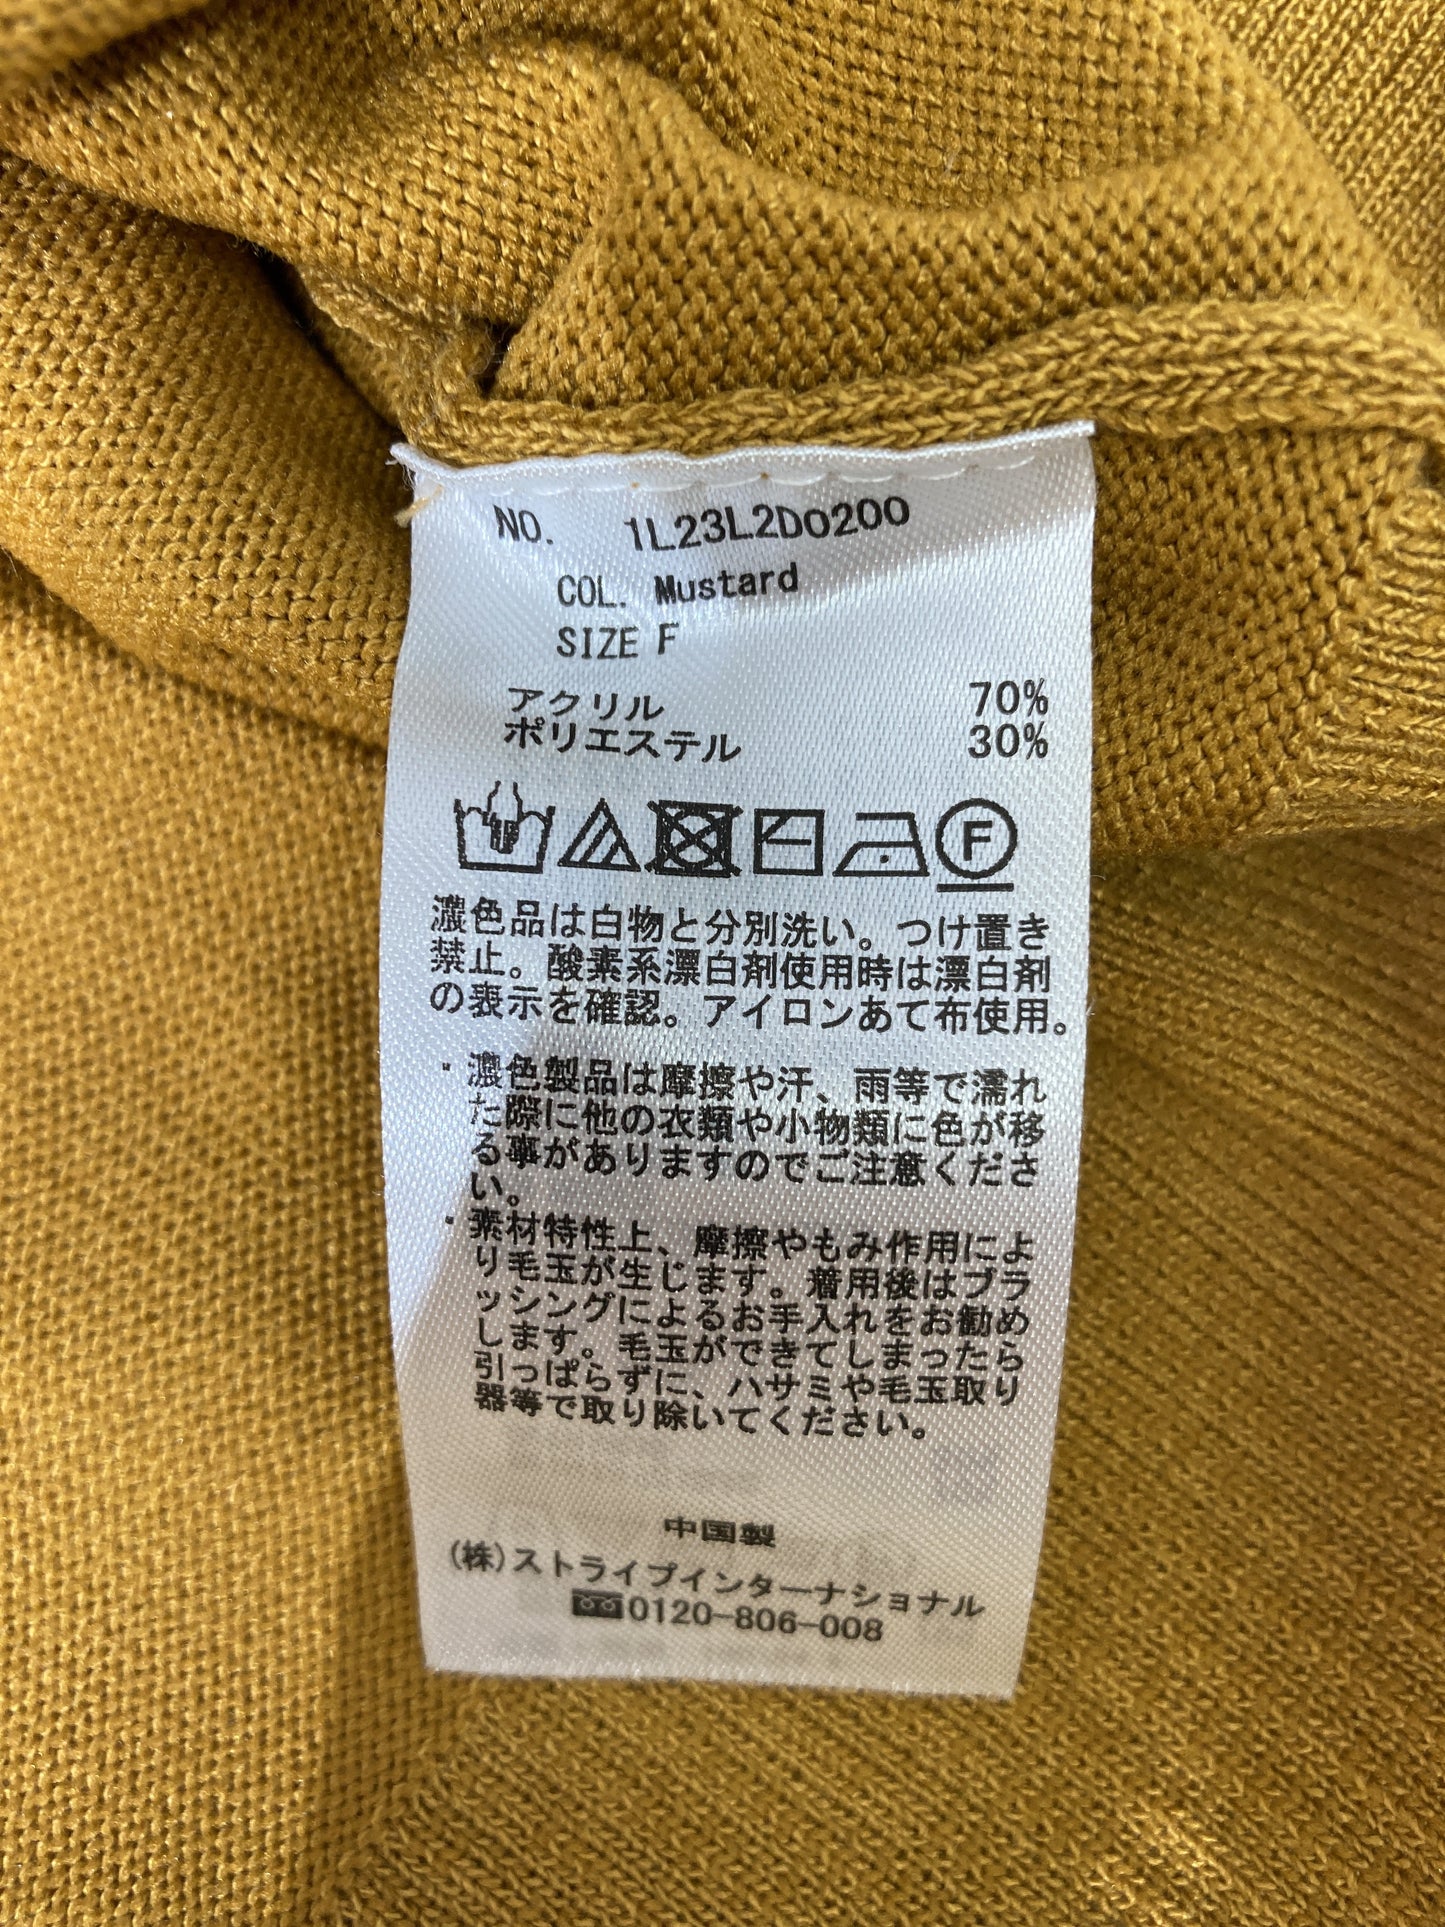 NO. 1L23L2D0200
COL. Mustard
SIZE F
アクリル 70%
ポリエステル 30%
F
濃色品は白物と分別洗い。つけ置き
禁止。酸素系漂白剤使用時は漂白剤
の表示を確認。アイロンあて布使用。
・濃色製品は摩擦や汗、雨等で濡れ
た際に他の衣類や小物類に色が移
る事がありますのでご注意くださ
い。
・素材特性上、摩擦やもみ作用によ
り毛玉が生じます。着用後はブラ
ッシングによるお手入れをお勧め
します。毛玉ができてしまったら
引っぱらずに、ハサミや毛玉取り
器等で取り除いてください。
中国製
(株)ストライプインターナショナル
0120-806-008